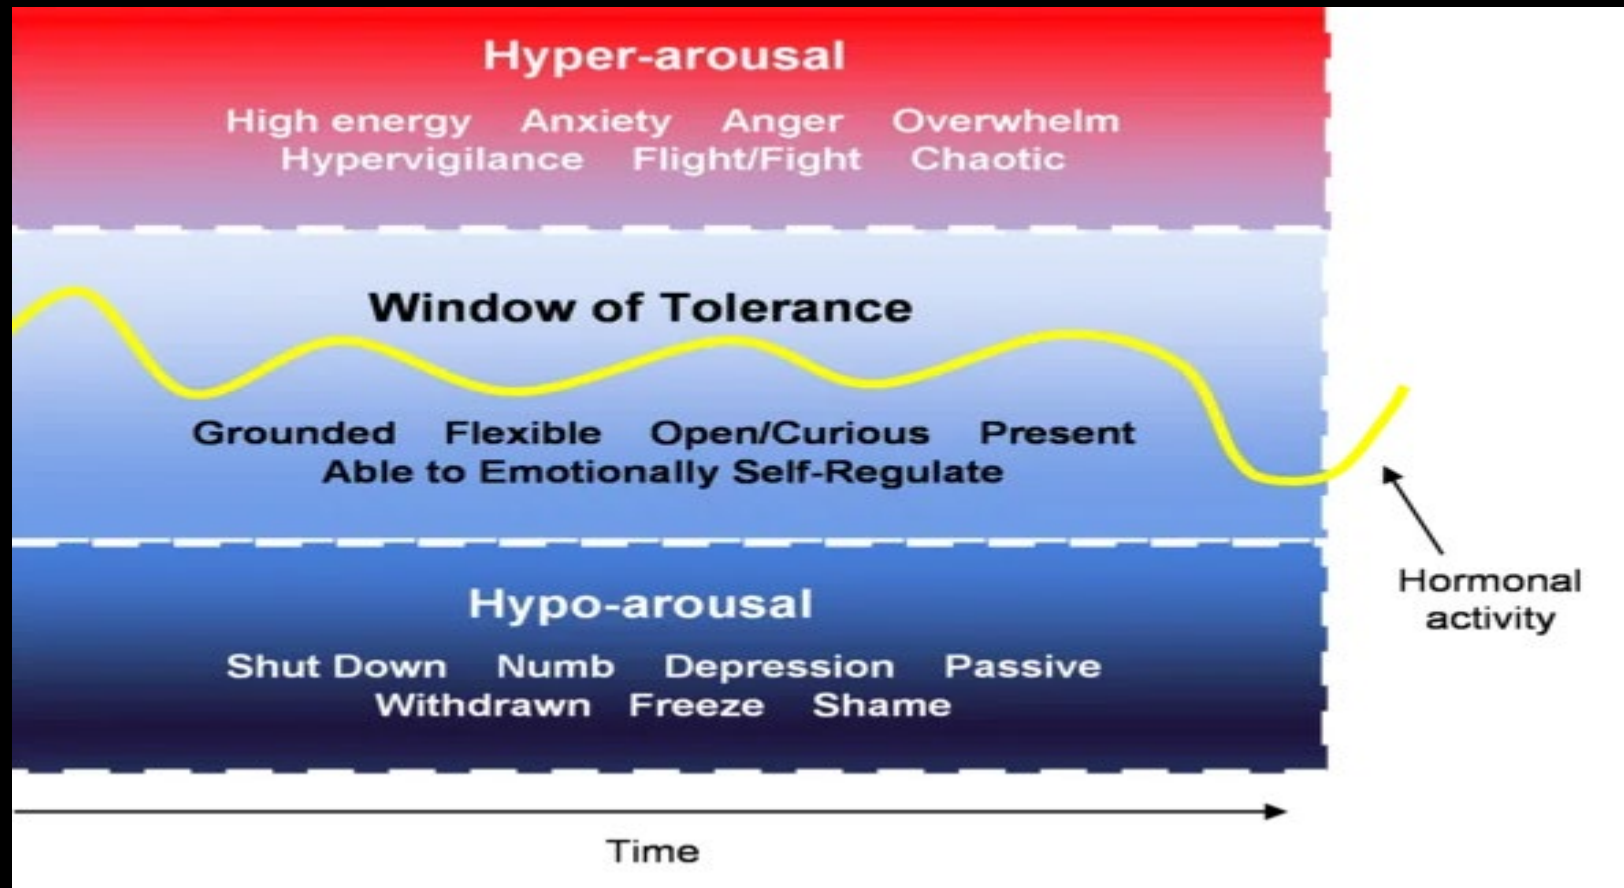 Hyper-arousal
High energy Anxiety Anger Overwhelm
Hypervigilance Flight/Fight Chaotic
Window of Tolerance
Grounded Flexible Open/Curious Present
Able to Emotionally Self-Regulate
Hypo-arousal
Shut Down Numb Depression Passive
Withdrawn Freeze Shame
Hormonal
activity
Time